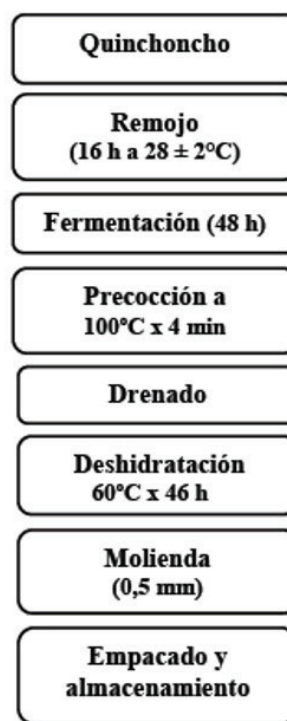 Quinchoncho
Remojo
(16 h a 28 ± 2°C)
Fermentación (48 h)
Precocción a
100°C x 4 min
Drenado
Deshidratación
60°C x 46 h
Molienda
(0,5 mm)
Empacado y
almacenamiento